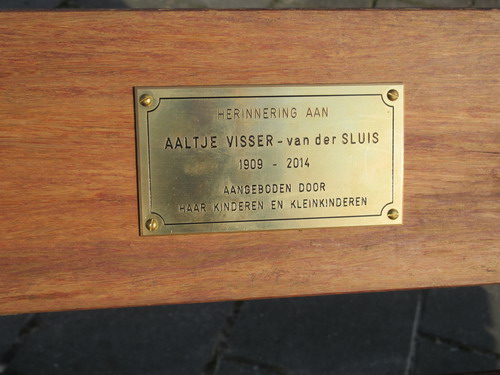 HERINNERING AAN
AALTJE VISSER - van der SLUIS
1909 - 2014
AANGEBODEN DOOR
HAAR KINDEREN EN KLEINKINDEREN